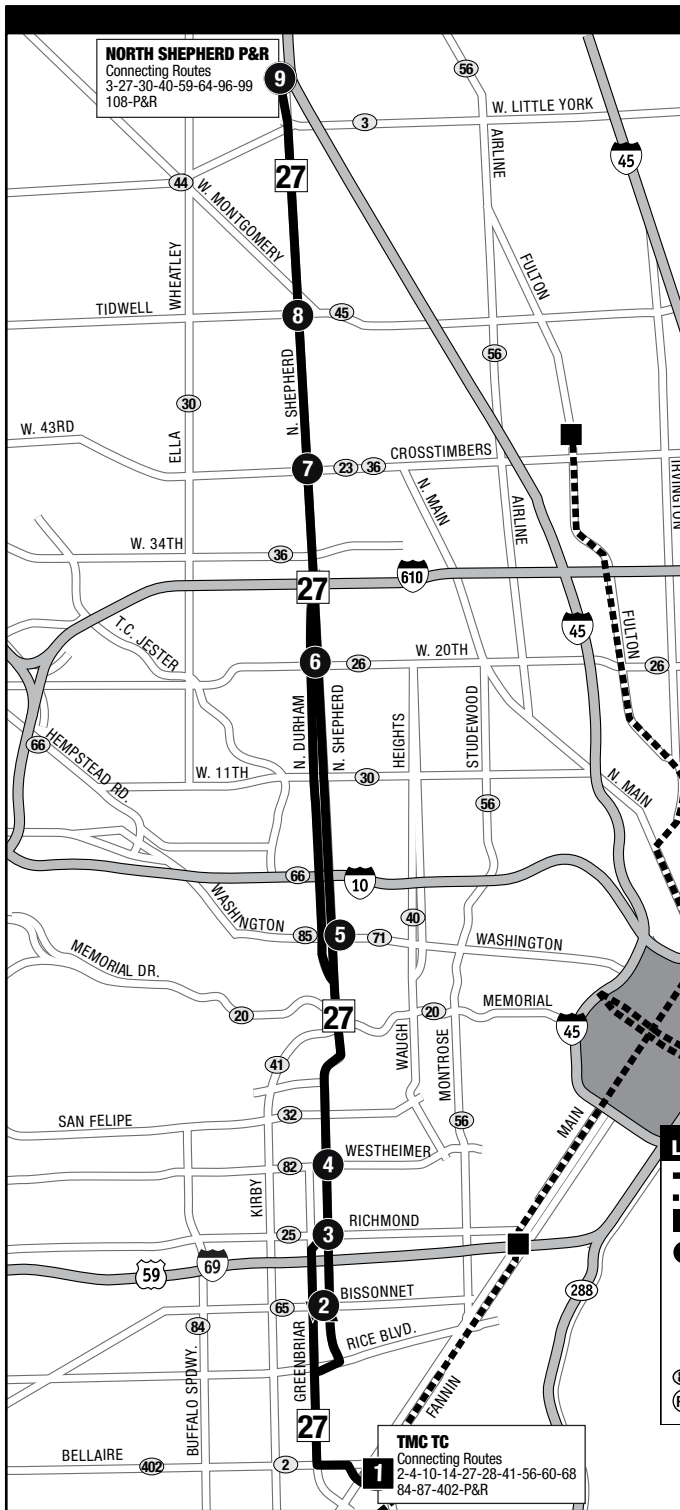 NORTH SHEPHERD P&R
Connecting Routes
3-27-30-40-59-64-96-99
108-P&R
9
56
W. LITTLE YORK
3
AIRLINE
45
27
44
W. MONTGOMERY
WHEATLEY
FULTON
TIDWELL
8
45
56
N. SHEPHERD
30
W. 43RD
ELLA
7
23
36
CROSSTIMBERS
IRVINGTON
N. MAIN
AIRLINE
W. 34TH
36
27
610
45
FULTON
T.C. JESTER
6
26
W. 20TH
26
N. DURHAM
N. SHEPHERD
HEIGHTS
STUDEWOOD
66
HEMPSTEAD RD.
W. 11TH
30
56
N. MAIN
66
10
WASHINGTON
85
5
71
40
WASHINGTON
MEMORIAL DR.
20
27
20
MEMORIAL
45
41
WAUGH
MONTROSE
32
SAN FELIPE
56
MAIN
L
82
4
WESTHEIMER
KIRBY
25
3
RICHMOND
59
69
288
65
2
BISSONNET
84
RICE BLVD.
GREENBRIAR
BUFFALO SPDWY.
FANNIN
27
BELLAIRE
402
2
1
TMC TC
Connecting Routes
2-4-10-14-27-28-41-56-60-68
84-87-402-P&R